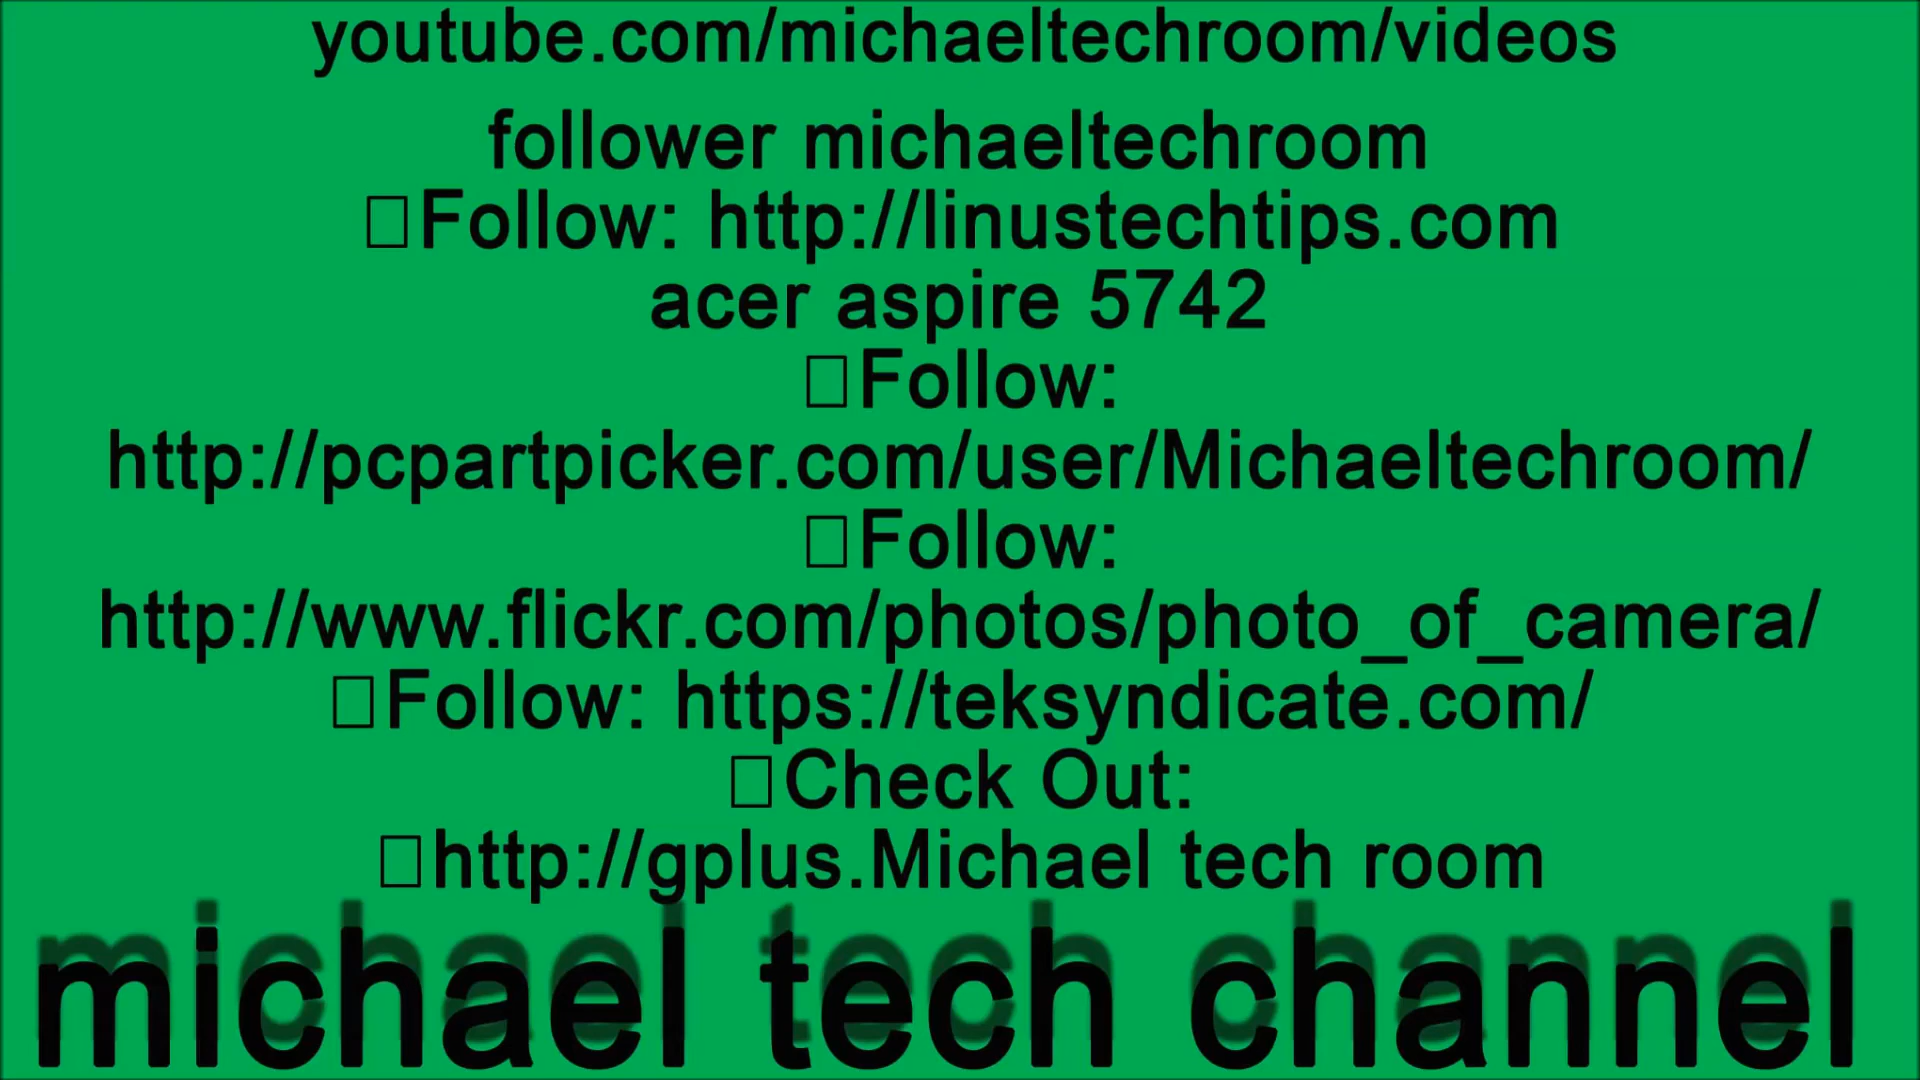 youtube.com/michaeltechroom/videos
follower michaeltechroom
Follow: http://linustechtips.com
acer aspire 5742
Follow:
http://pcpartpicker.com/user/Michaeltechroom/
Follow:
http://www.flickr.com/photos/photo_of_camera/
Follow: https://teksyndicate.com/
Check Out:
http://gplus.Michael tech room
michael tech channel